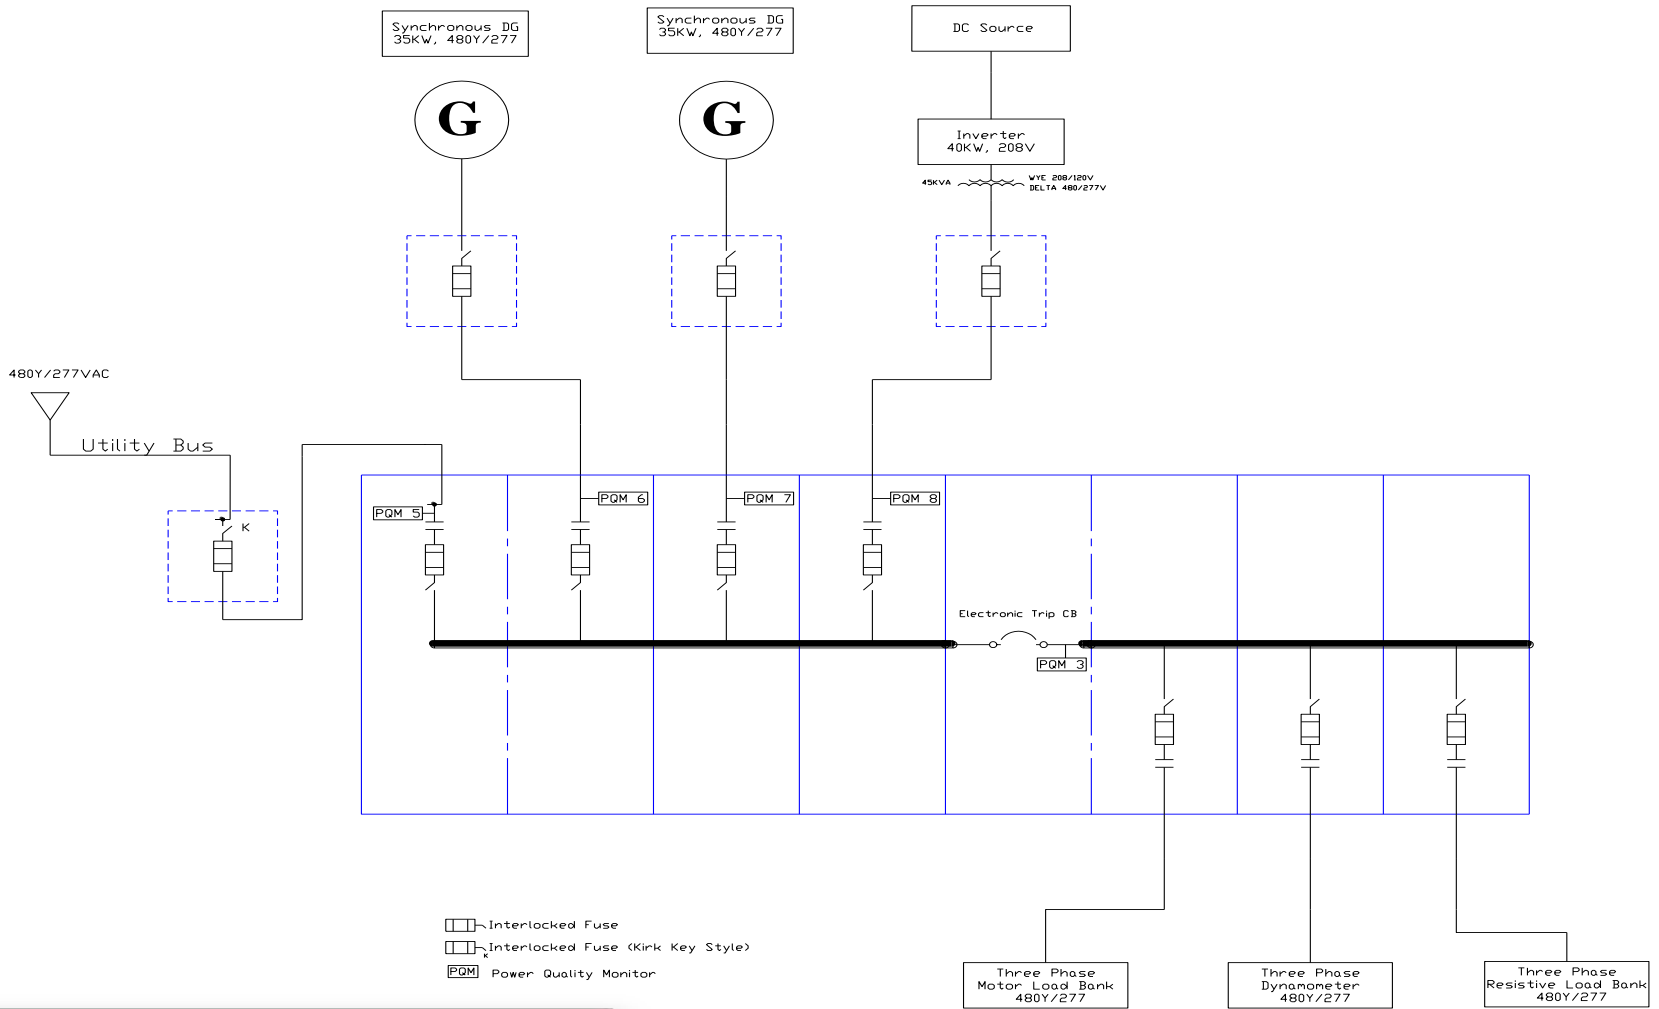 Synchronous DG
35KW, 480Y/277
Synchronous DG
35KW, 480Y/277
DC Source
G
G
Inverter
40KW, 208V
45KVA
WYE 208/120V
DELTA 480/277V
480Y/277VAC
Utility Bus
K
PQM 5
PQM 6
PQM 7
PQM 8
Electronic Trip CB
PQM 3
Interlocked Fuse
K
Interlocked Fuse (Kirk Key Style)
PQM
Power Quality Monitor
Three Phase
Motor Load Bank
480Y/277
Three Phase
Dynamometer
480Y/277
Three Phase
Resistive Load Bank
480Y/277